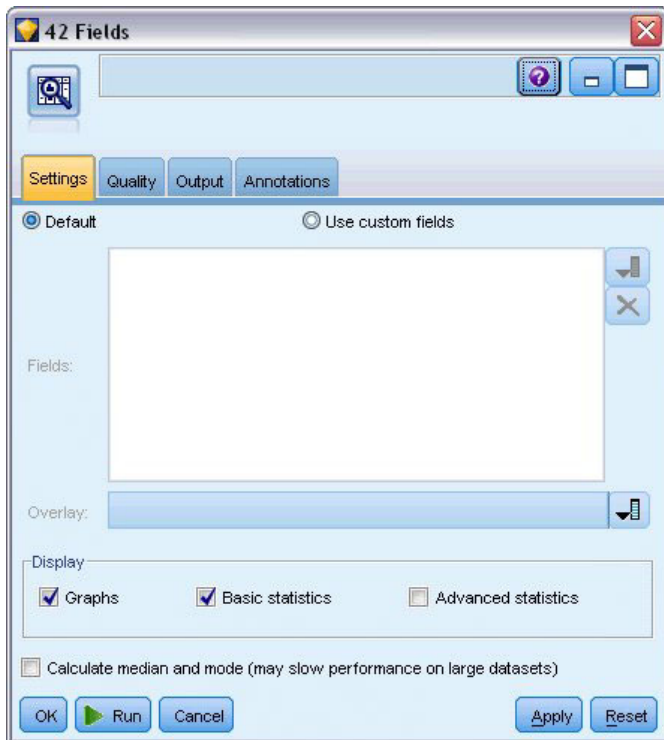 42 Fields
?
Settings Quality Output Annotations
Default Use custom fields
Fields:
Overlay:
Display
Graphs Basic statistics Advanced statistics
Calculate median and mode (may slow performance on large datasets)
OK Run Cancel Apply Reset